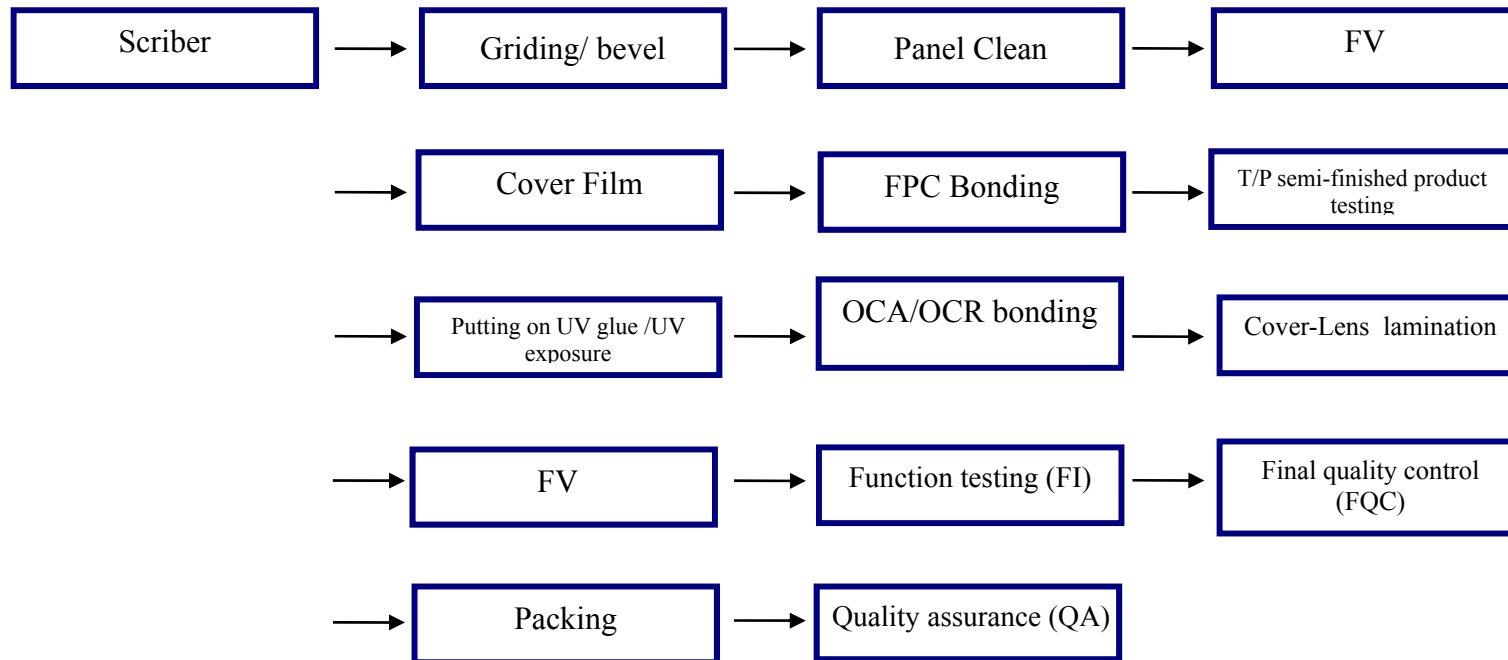 Scriber
Griding/ bevel
Panel Clean
FV
Cover Film
FPC Bonding
T/P semi-finished product
testing
Putting on UV glue /UV
exposure
OCA/OCR bonding
Cover-Lens lamination
FV
Function testing (FI)
Final quality control
(FQC)
Packing
Quality assurance (QA)